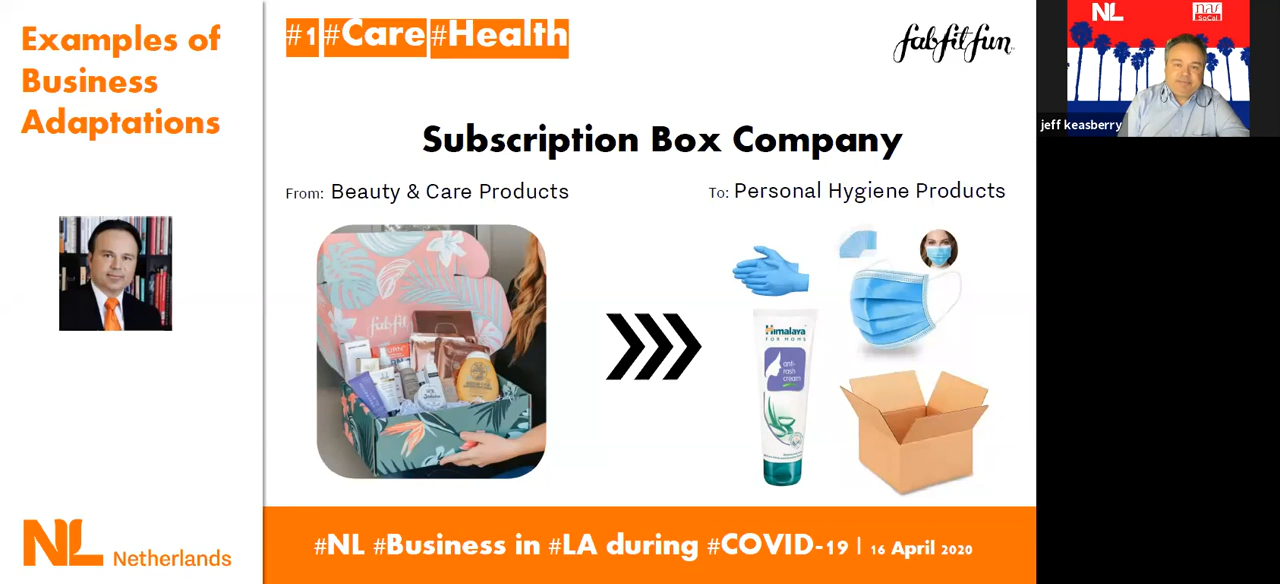 Examples of
Business
Adaptations
NL Netherlands
#1 #Care #Health
fabfitfun
Subscription Box Company
From: Beauty & Care Products
To: Personal Hygiene Products
fabfit
Himalaya
FOR MOMS
anti-
rash
cream
#NL #Business in #LA during #COVID-19 | 16 April 2020
NL
SoCal
jeff keasberry